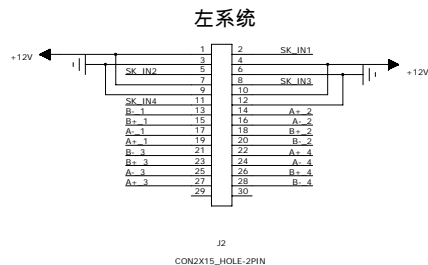 左系统
1 2 SK_IN1
+12V 3 4 +12V
SK_IN2 5 6
7 8 SK_IN3
9 10
SK_IN4 11 12
B-_1 13 14 A+_2
B+_1 15 16 A-_2
A-_1 17 18 B+_2
A+_1 19 20 B-_2
B-_3 21 22 A+_4
B+_3 23 24 A-_4
A-_3 25 26 B+_4
A+_3 27 28 B-_4
29 30
J2
CON2X15_HOLE-2PIN